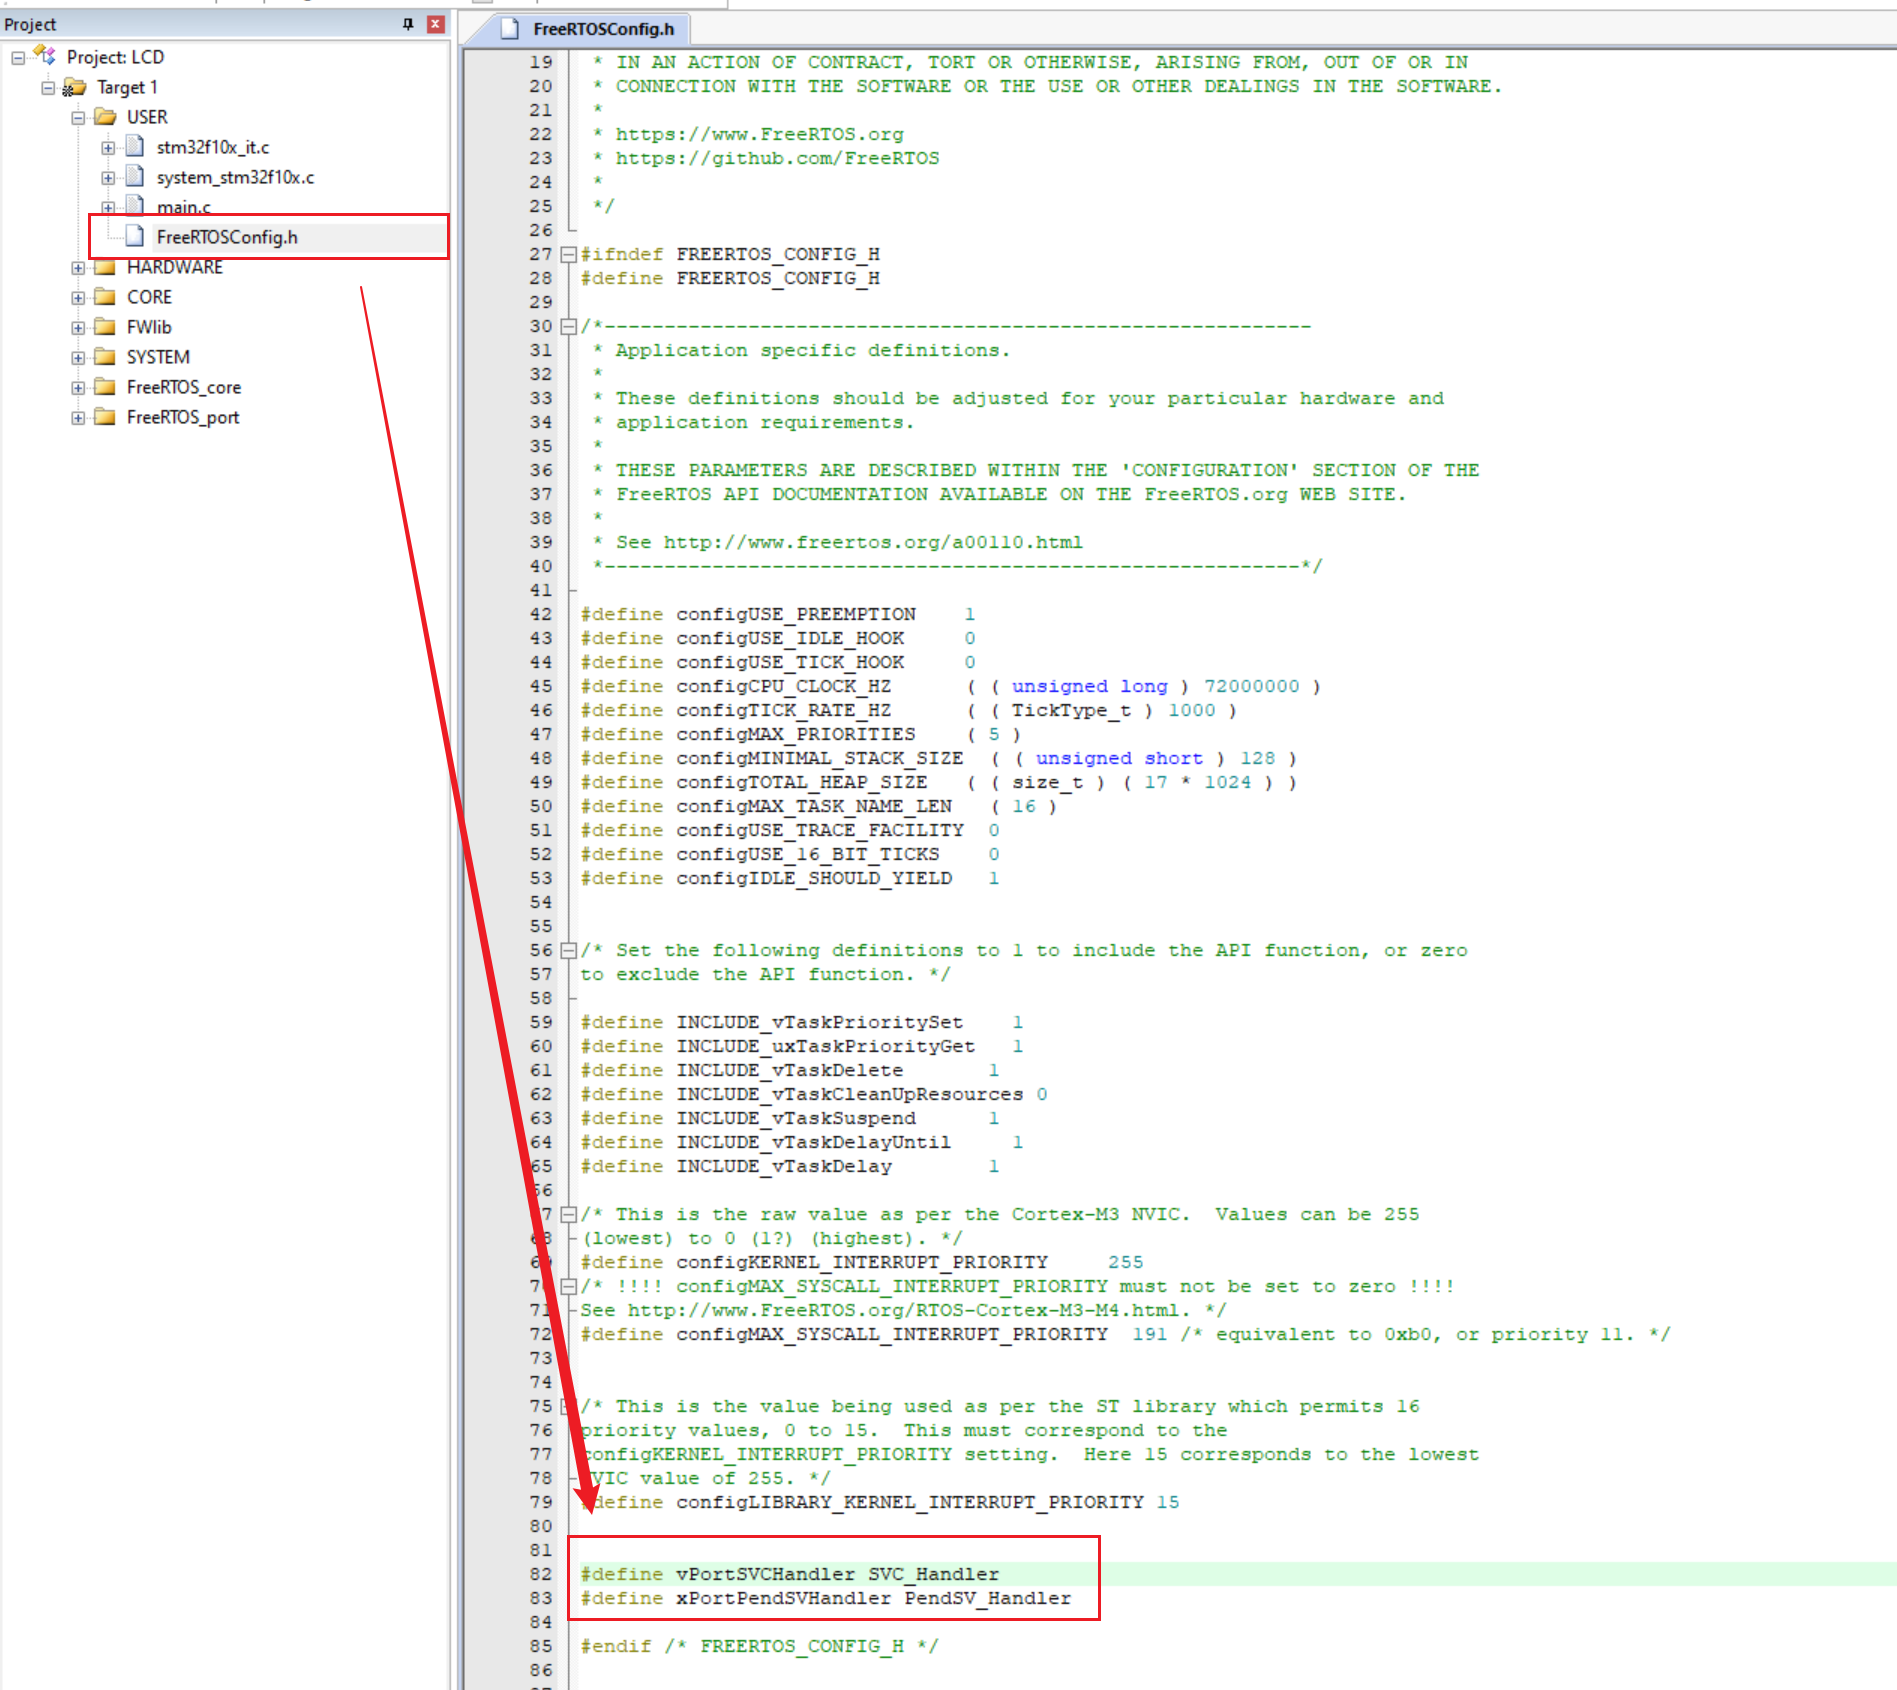 Project
Project: LCD
Target 1
USER
stm32f10x_it.c
system_stm32f10x.c
main.c
FreeRTOSConfig.h
HARDWARE
CORE
FWlib
SYSTEM
FreeRTOS_core
FreeRTOS_port
FreeRTOSConfig.h
19 * IN AN ACTION OF CONTRACT, TORT OR OTHERWISE, ARISING FROM, OUT OF OR IN
20 * CONNECTION WITH THE SOFTWARE OR THE USE OR OTHER DEALINGS IN THE SOFTWARE.
21 *
22 * https://www.FreeRTOS.org
23 * https://github.com/FreeRTOS
24 *
25 */
26
27 #ifndef FREERTOS_CONFIG_H
28 #define FREERTOS_CONFIG_H
29
30 /*-----------------------------------------------------------
31 * Application specific definitions.
32 *
33 * These definitions should be adjusted for your particular hardware and
34 * application requirements.
35 *
36 * THESE PARAMETERS ARE DESCRIBED WITHIN THE 'CONFIGURATION' SECTION OF THE
37 * FreeRTOS API DOCUMENTATION AVAILABLE ON THE FreeRTOS.org WEB SITE.
38 *
39 * See http://www.freertos.org/a00110.html
40 *----------------------------------------------------------*/
41
42 #define configUSE_PREEMPTION 1
43 #define configUSE_IDLE_HOOK 0
44 #define configUSE_TICK_HOOK 0
45 #define configCPU_CLOCK_HZ ( ( unsigned long ) 72000000 )
46 #define configTICK_RATE_HZ ( ( TickType_t ) 1000 )
47 #define configMAX_PRIORITIES ( 5 )
48 #define configMINIMAL_STACK_SIZE ( ( unsigned short ) 128 )
49 #define configTOTAL_HEAP_SIZE ( ( size_t ) ( 17 * 1024 ) )
50 #define configMAX_TASK_NAME_LEN ( 16 )
51 #define configUSE_TRACE_FACILITY 0
52 #define configUSE_16_BIT_TICKS 0
53 #define configIDLE_SHOULD_YIELD 1
54
55
56 /* Set the following definitions to 1 to include the API function, or zero
57 to exclude the API function. */
58
59 #define INCLUDE_vTaskPrioritySet 1
60 #define INCLUDE_uxTaskPriorityGet 1
61 #define INCLUDE_vTaskDelete 1
62 #define INCLUDE_vTaskCleanUpResources 0
63 #define INCLUDE_vTaskSuspend 1
64 #define INCLUDE_vTaskDelayUntil 1
65 #define INCLUDE_vTaskDelay 1
66
67 /* This is the raw value as per the Cortex-M3 NVIC. Values can be 255
68 (lowest) to 0 (1?) (highest). */
69 #define configKERNEL_INTERRUPT_PRIORITY 255
70 /* !!!! configMAX_SYSCALL_INTERRUPT_PRIORITY must not be set to zero !!!!
71 See http://www.FreeRTOS.org/RTOS-Cortex-M3-M4.html. */
72 #define configMAX_SYSCALL_INTERRUPT_PRIORITY 191 /* equivalent to 0xb0, or priority 11. */
73
74
75 /* This is the value being used as per the ST library which permits 16
76 priority values, 0 to 15. This must correspond to the
77 configKERNEL_INTERRUPT_PRIORITY setting. Here 15 corresponds to the lowest
78 NVIC value of 255. */
79 #define configLIBRARY_KERNEL_INTERRUPT_PRIORITY 15
80
81
82 #define vPortSVCHandler SVC_Handler
83 #define xPortPendSVHandler PendSV_Handler
84
85 #endif /* FREERTOS_CONFIG_H */
86